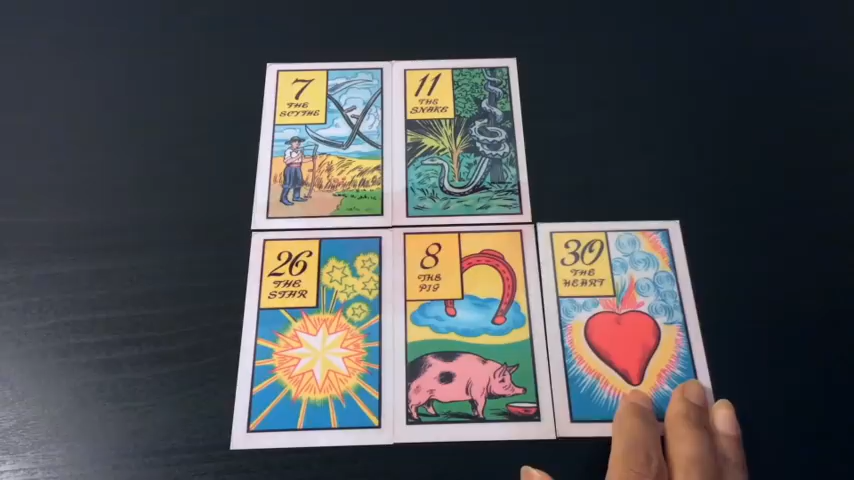 7
THE
SCYTHE
11
THE
SNAKE
26
THE
STAR
8
THE
PIG
30
THE
HEART